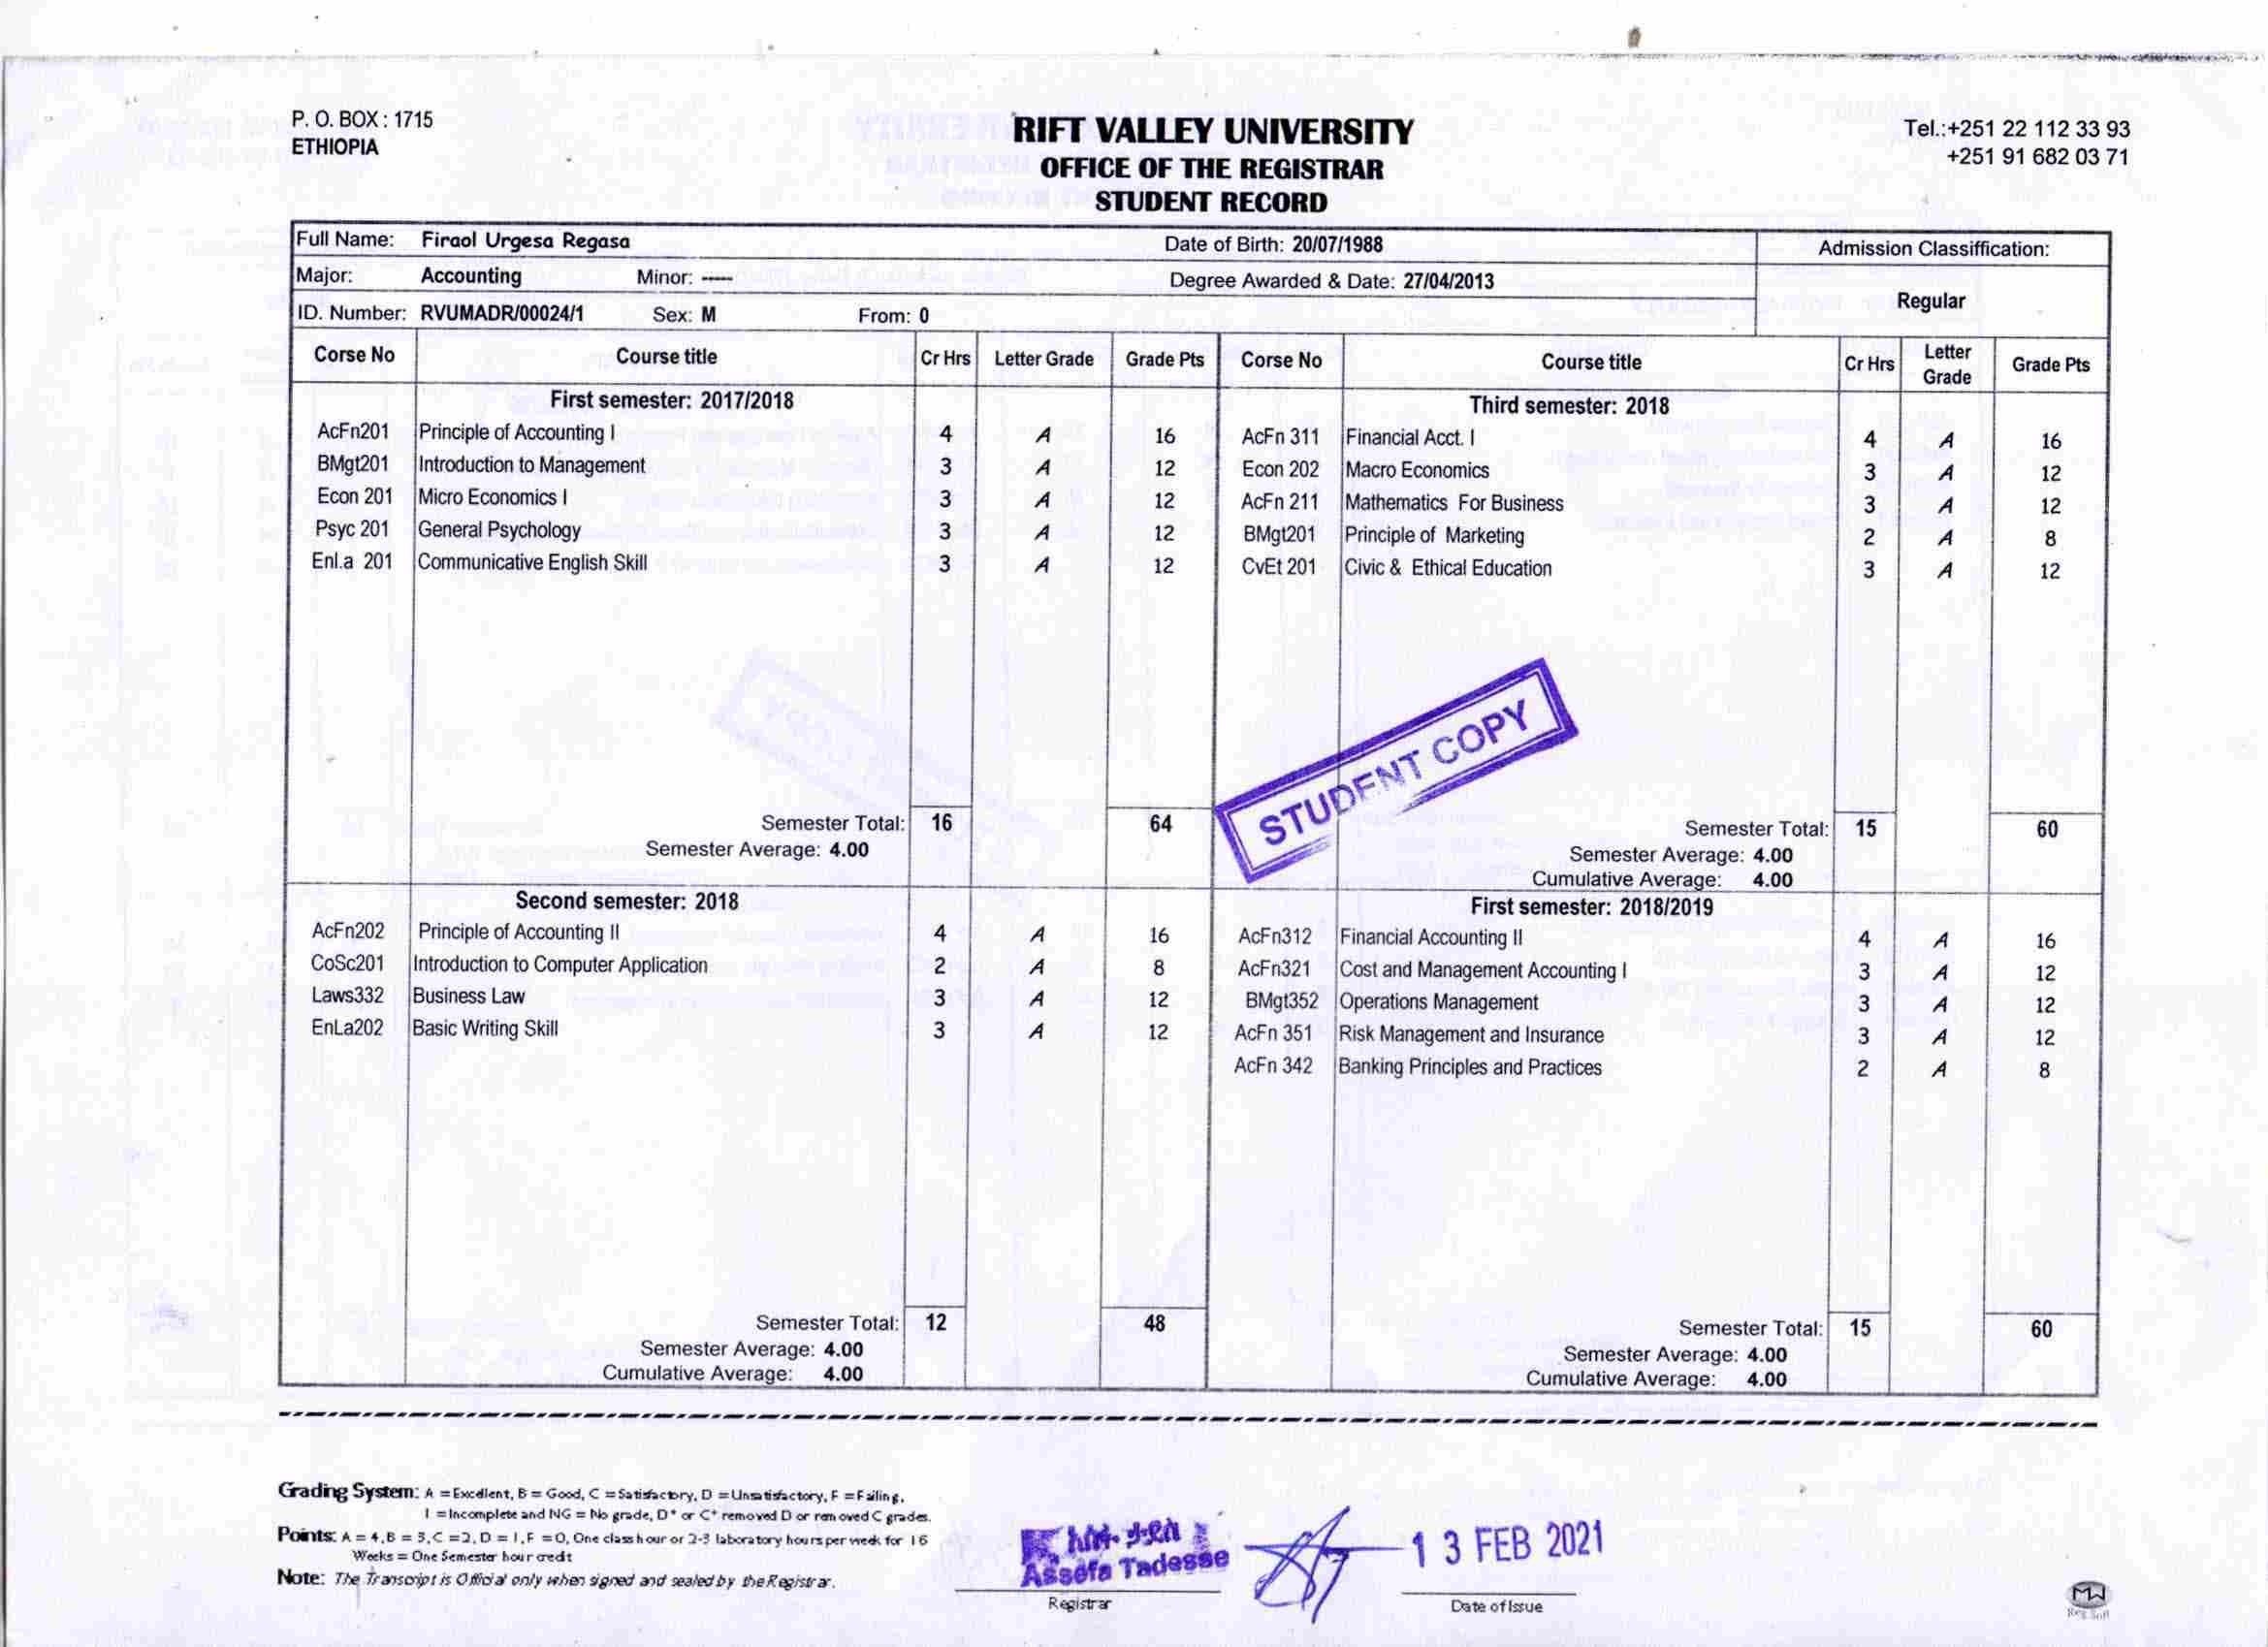 P. O. BOX : 1715
ETHIOPIA
RIFT VALLEY UNIVERSITY
OFFICE OF THE REGISTRAR
STUDENT RECORD
Tel.:+251 22 112 33 93
+251 91 682 03 71
Full Name: Firaol Urgesa Regasa Date of Birth: 20/07/1988 Admission Classiffication:
Major: Accounting Minor: ----- Degree Awarded & Date: 27/04/2013
Regular
ID. Number: RVUMADR/00024/1 Sex: M From: 0
Corse No Course title Cr Hrs Letter Grade Grade Pts
First semester: 2017/2018
AcFn201 Principle of Accounting I 4 A 16
BMgt201 Introduction to Management 3 A 12
Econ 201 Micro Economics I 3 A 12
Psyc 201 General Psychology 3 A 12
Enl.a 201 Communicative English Skill 3 A 12
Semester Total: 16 64
Semester Average: 4.00
Second semester: 2018
AcFn202 Principle of Accounting II 4 A 16
CoSc201 Introduction to Computer Application 2 A 8
Laws332 Business Law 3 A 12
EnLa202 Basic Writing Skill 3 A 12
Semester Total: 12 48
Semester Average: 4.00
Cumulative Average: 4.00
Corse No Course title Cr Hrs Letter Grade Grade Pts
Third semester: 2018
AcFn 311 Financial Acct. I 4 A 16
Econ 202 Macro Economics 3 A 12
AcFn 211 Mathematics For Business 3 A 12
BMgt201 Principle of Marketing 2 A 8
CvEt 201 Civic & Ethical Education 3 A 12
STUDENT COPY
Semester Total: 15 60
Semester Average: 4.00
Cumulative Average: 4.00
First semester: 2018/2019
AcFn312 Financial Accounting II 4 A 16
AcFn321 Cost and Management Accounting I 3 A 12
BMgt352 Operations Management 3 A 12
AcFn 351 Risk Management and Insurance 3 A 12
AcFn 342 Banking Principles and Practices 2 A 8
Semester Total: 15 60
Semester Average: 4.00
Cumulative Average: 4.00
Grading System: A =Excellent, B = Good, C =Satisfactory, D =Unsatisfactory, F =Failing,
I =Incomplete and NG = No grade, D⁺ or C⁺ removed D or removed C grades.
Points: A = 4,B = 3,C =2,D = 1,F =0, One class hour or 2-3 laboratory hours per week for 16
Weeks = One Semester hour credit
Note: The Transcript is Official only when signed and sealed by the Registrar.
አሰፋ ታደሰ
Assefa Tadesse
Registrar
1 3 FEB 2021
Date of Issue
MW
Reg Soft